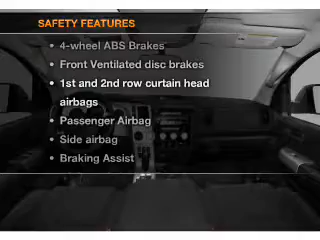 SAFETY FEATURES
• 4-wheel ABS Brakes
• Front Ventilated disc brakes
• 1st and 2nd row curtain head
airbags
• Passenger Airbag
• Side airbag
• Braking Assist